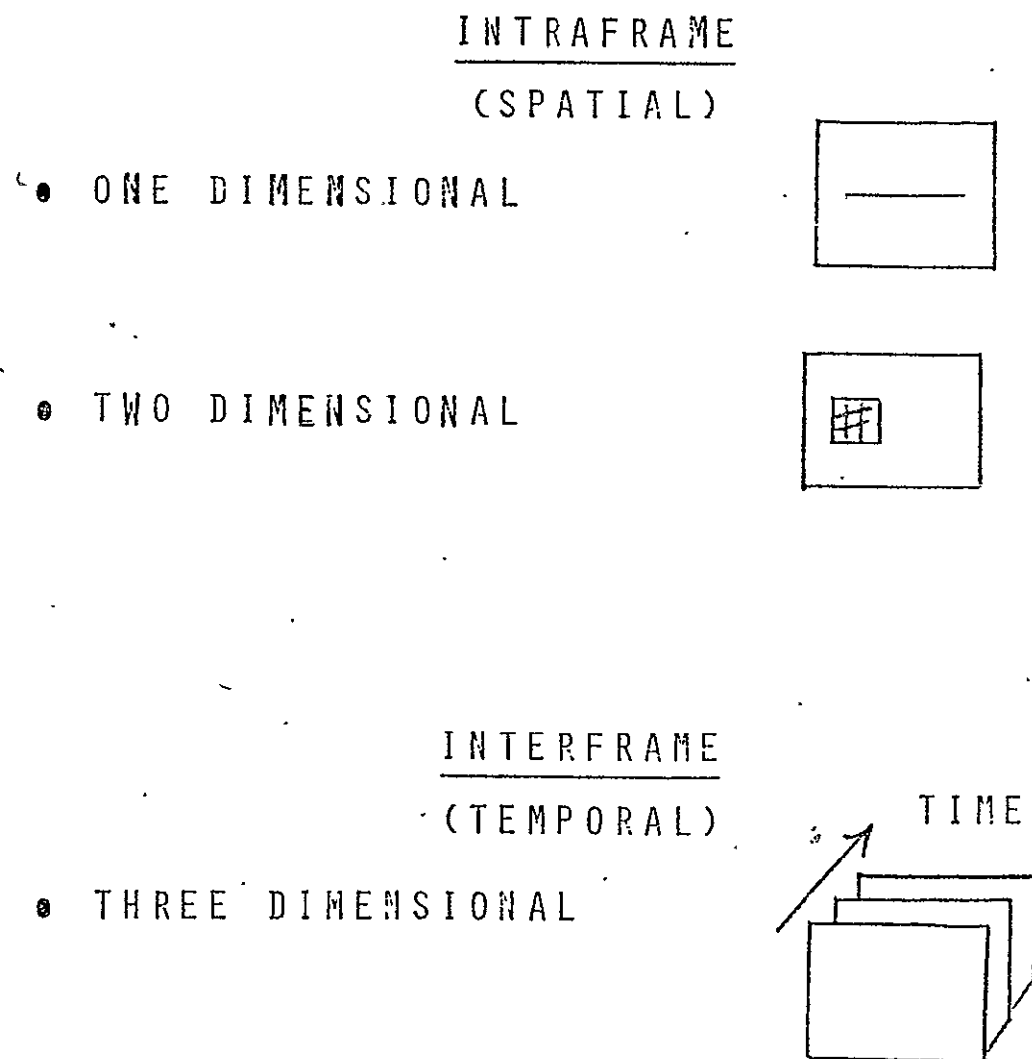 INTRAFRAME
(SPATIAL)
• ONE DIMENSIONAL
• TWO DIMENSIONAL
INTERFRAME
(TEMPORAL)
TIME
• THREE DIMENSIONAL